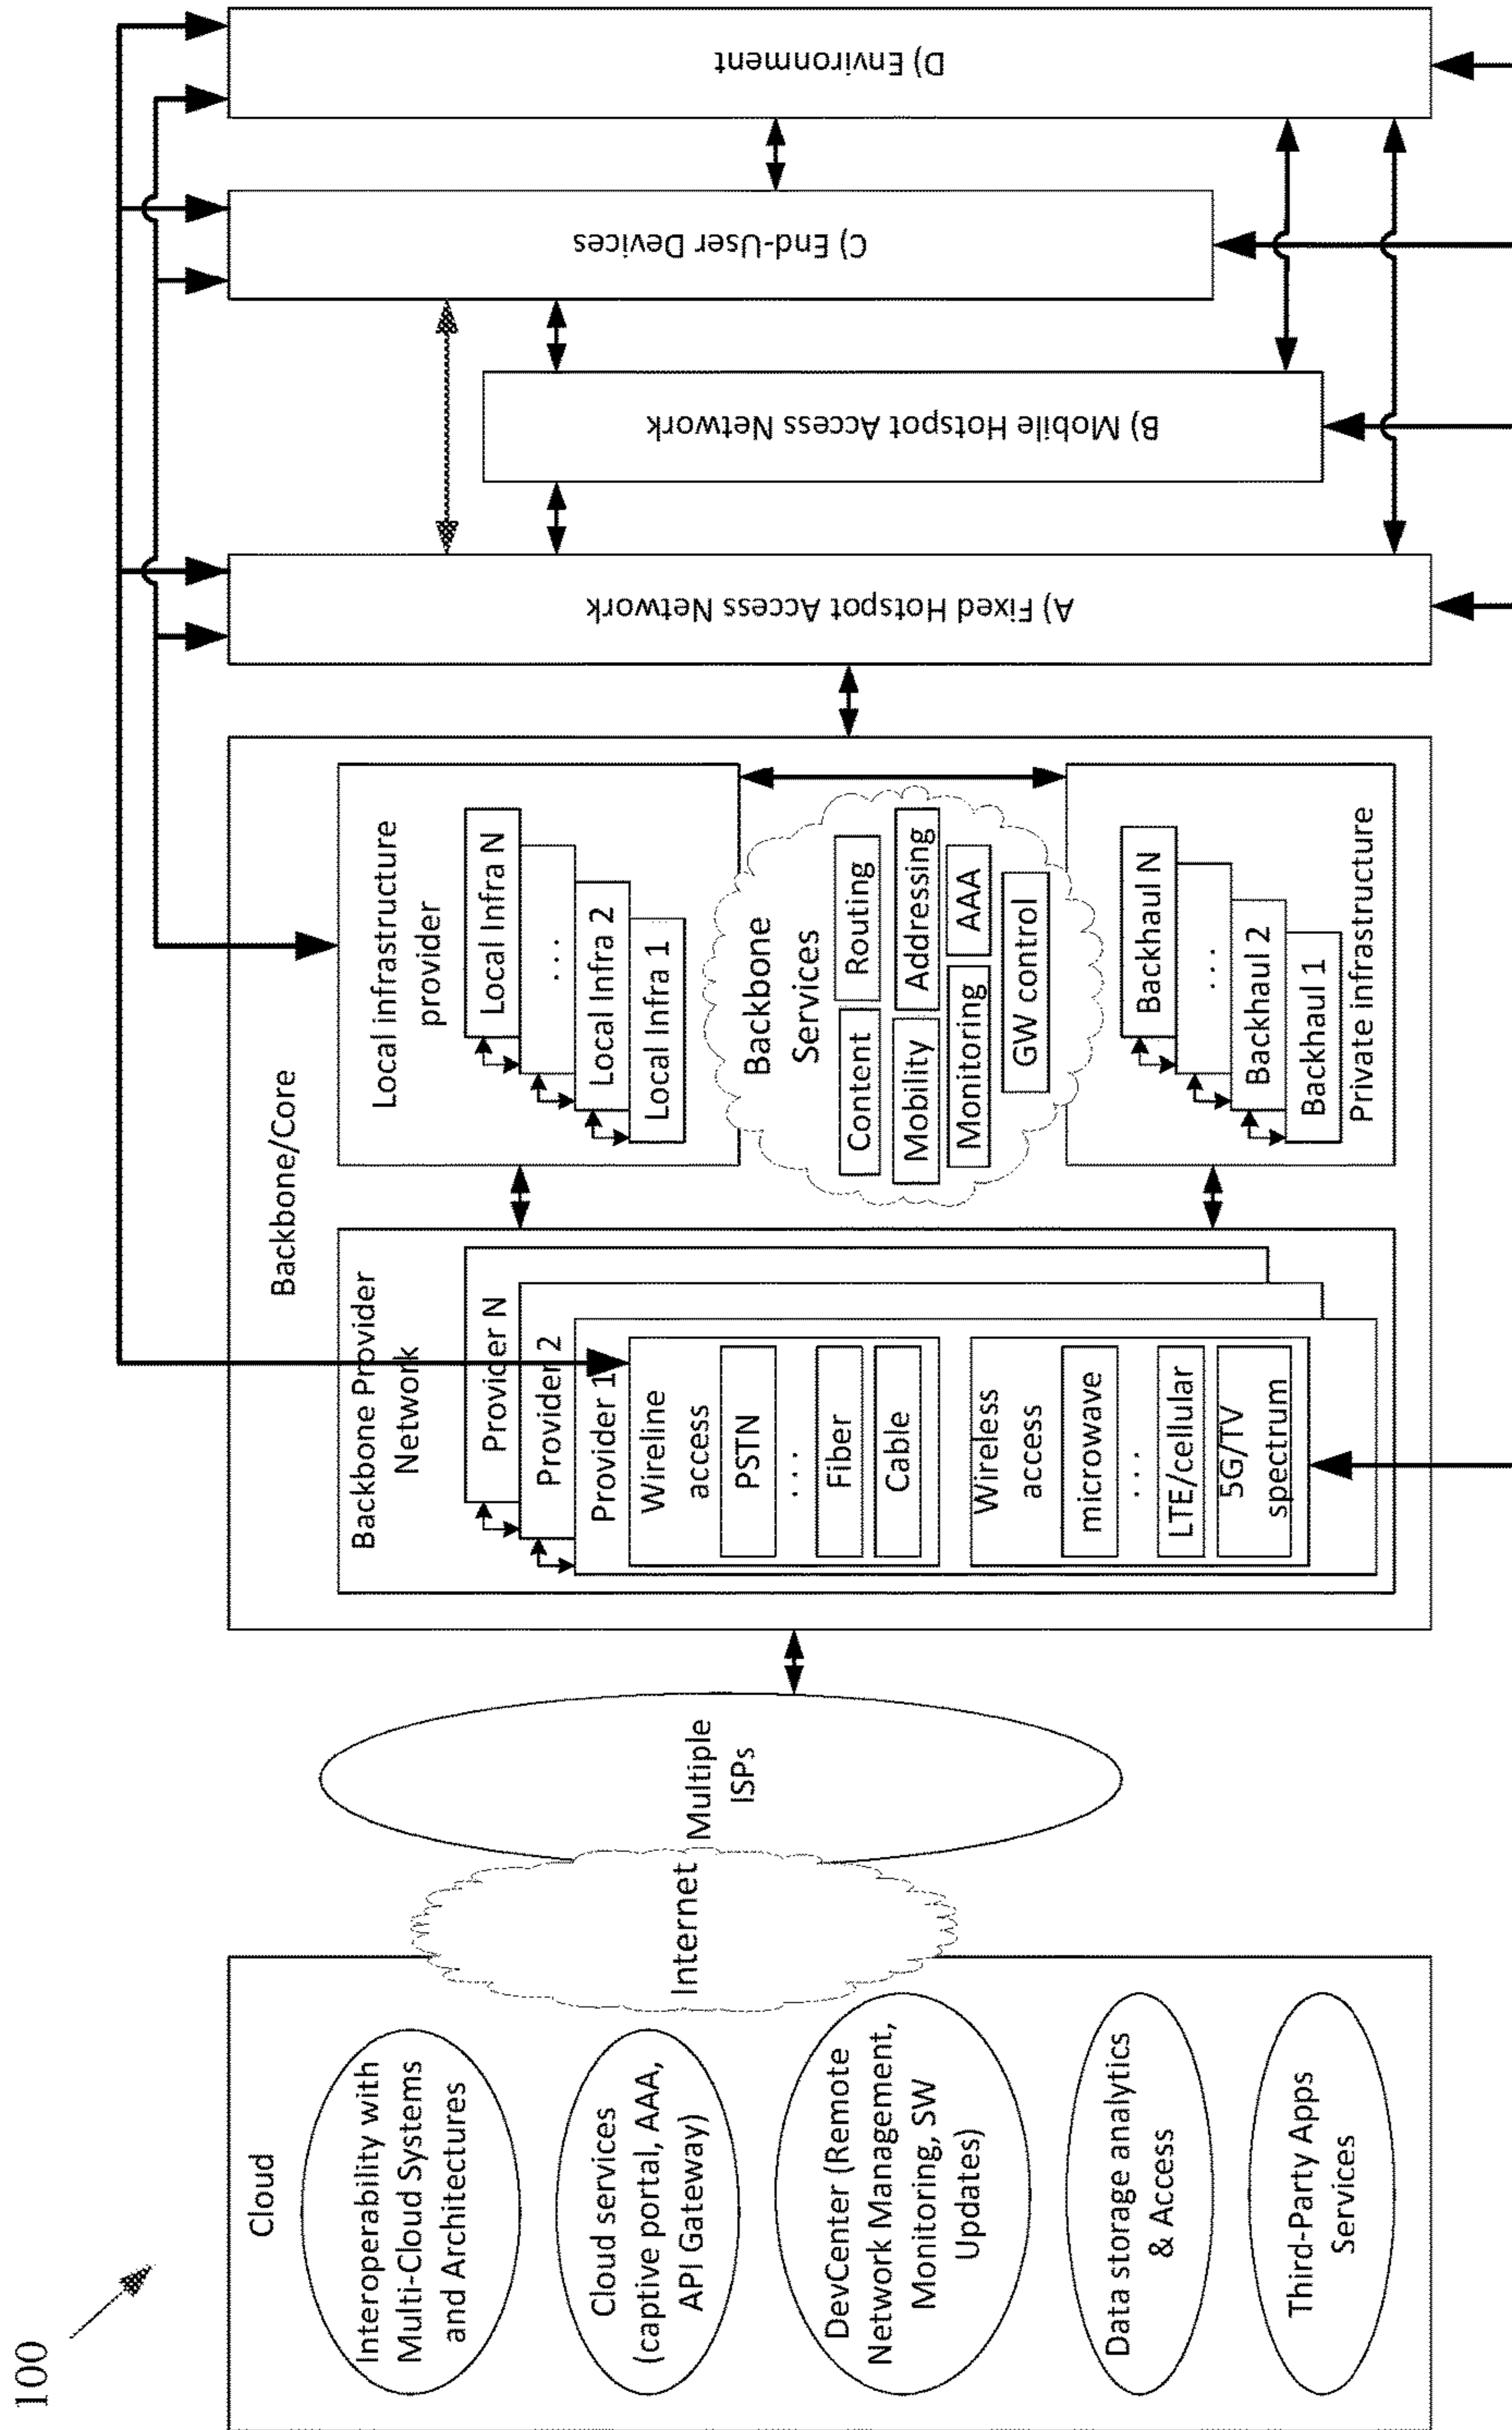 100
Cloud
Interoperability with
Multi-Cloud Systems
and Architectures
Cloud services
(captive portal, AAA,
API Gateway)
DevCenter (Remote
Network Management,
Monitoring, SW
Updates)
Data storage analytics
& Access
Third-Party Apps
Services
Internet
Multiple
ISPs
Backbone/Core
Backbone Provider
Network
Provider N
Provider 2
Provider 1
Wireline
access
PSTN
...
Fiber
Cable
Wireless
access
microwave
...
LTE/cellular
5G/TV
spectrum
Local infrastructure
provider
Local Infra N
...
Local Infra 2
Local Infra 1
Backbone
Services
Content
Routing
Mobility
Addressing
Monitoring
AAA
GW control
Backhaul N
...
Backhaul 2
Backhaul 1
Private infrastructure
A) Fixed Hotspot Access Network
B) Mobile Hotspot Access Network
C) End-User Devices
D) Environment